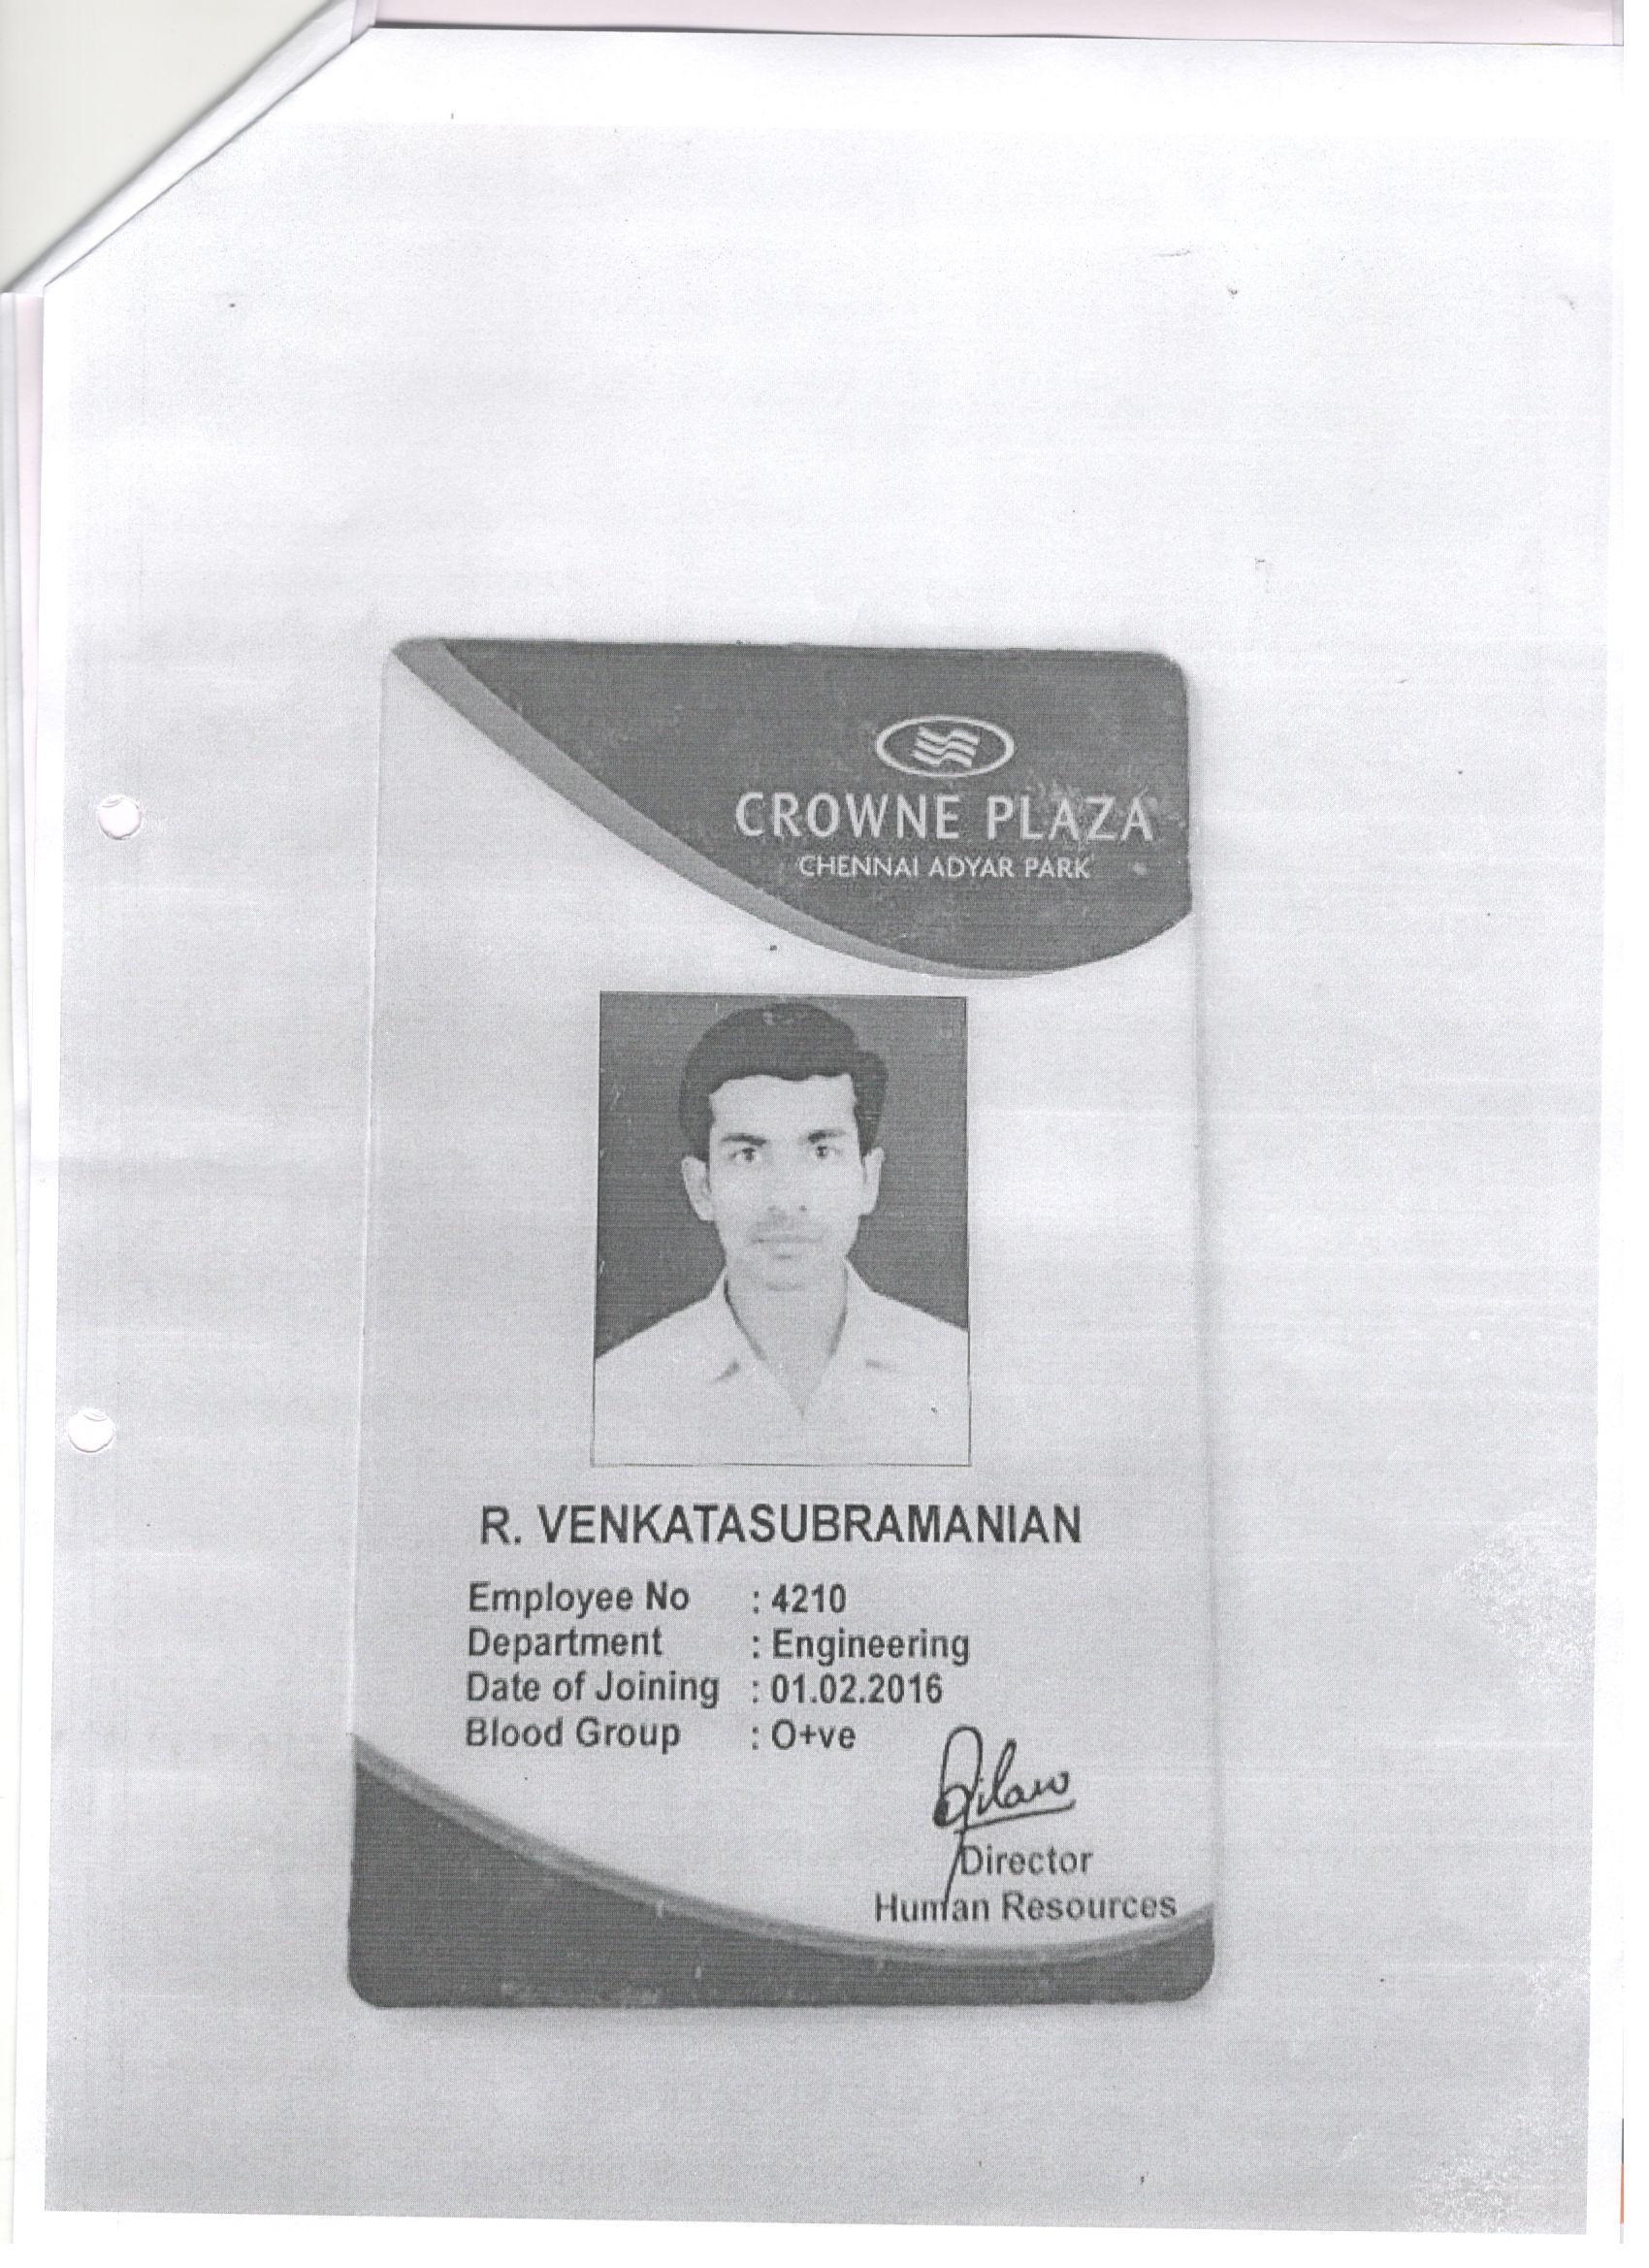 CROWNE PLAZA
CHENNAI ADYAR PARK
R. VENKATASUBRAMANIAN
Employee No : 4210
Department : Engineering
Date of Joining : 01.02.2016
Blood Group : O+ve
Director
Human Resources